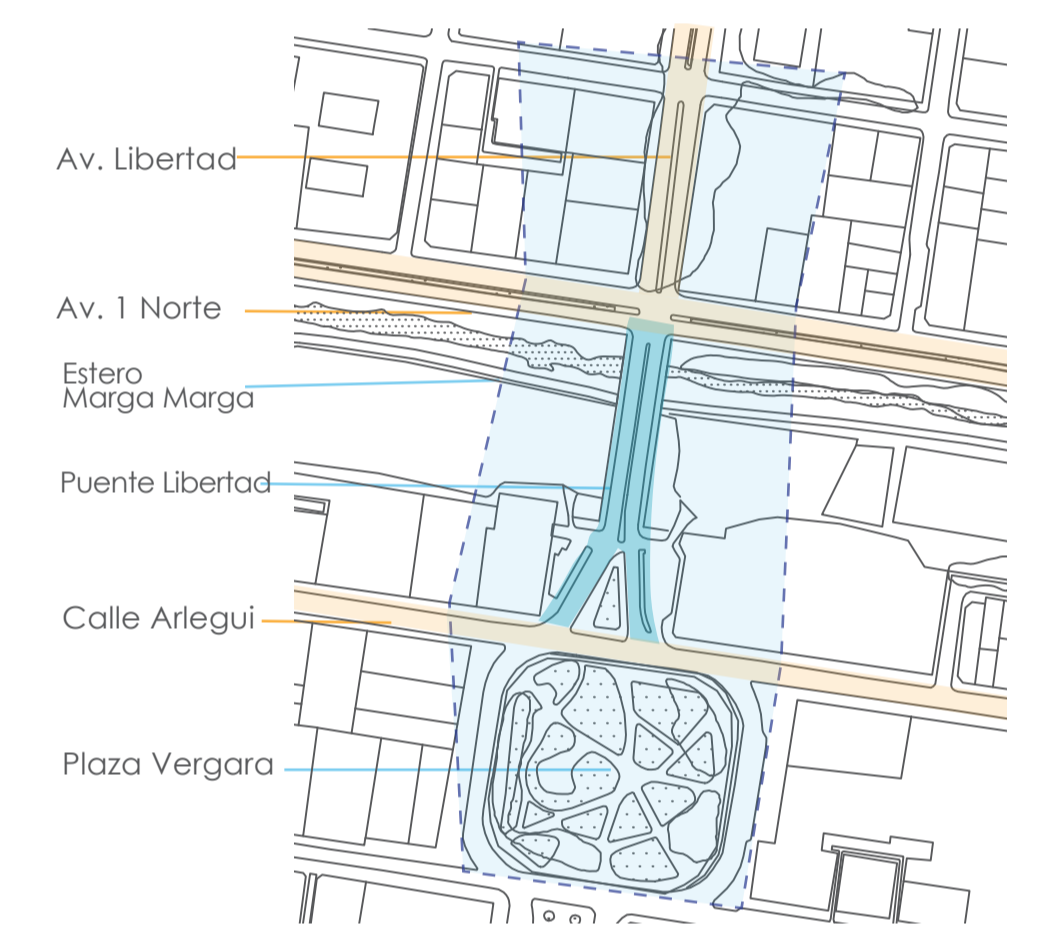 Av. Libertad
Av. 1 Norte
Estero
Marga Marga
Puente Libertad
Calle Arlegui
Plaza Vergara